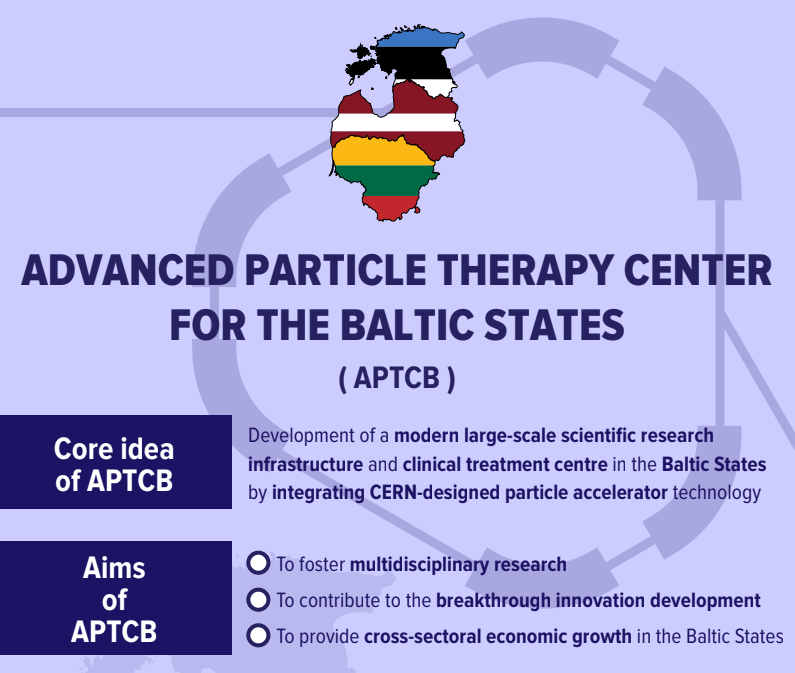 ADVANCED PARTICLE THERAPY CENTER
FOR THE BALTIC STATES
( APTCB )
Core idea
of APTCB
Development of a modern large-scale scientific research
infrastructure and clinical treatment centre in the Baltic States
by integrating CERN-designed particle accelerator technology
Aims
of
APTCB
To foster multidisciplinary research
To contribute to the breakthrough innovation development
To provide cross-sectoral economic growth in the Baltic States